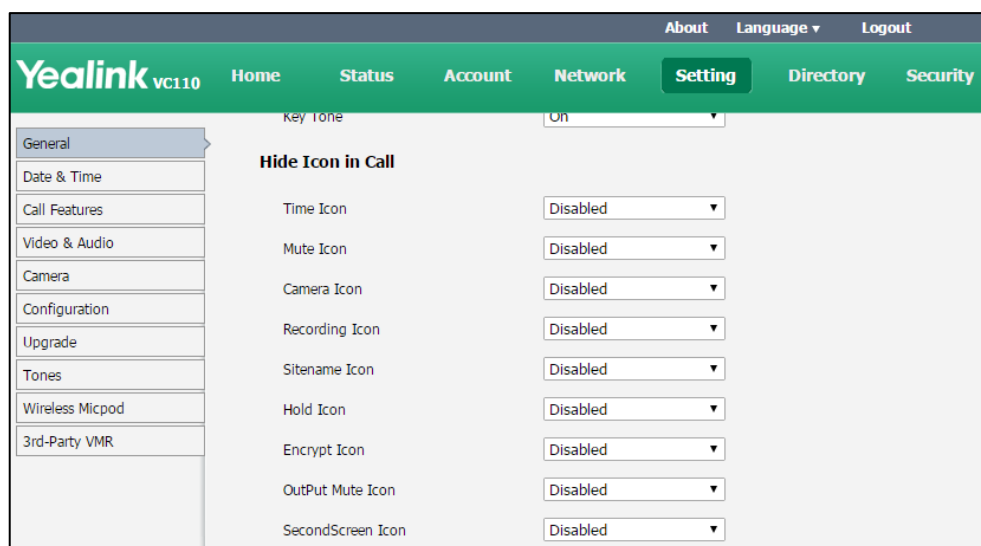 About Language ▾ Logout
Yealink VC110 Home Status Account Network Setting Directory Security
Key Tone On
General
Date & Time
Call Features
Video & Audio
Camera
Configuration
Upgrade
Tones
Wireless Micpod
3rd-Party VMR
Hide Icon in Call
Time Icon Disabled
Mute Icon Disabled
Camera Icon Disabled
Recording Icon Disabled
Sitename Icon Disabled
Hold Icon Disabled
Encrypt Icon Disabled
OutPut Mute Icon Disabled
SecondScreen Icon Disabled